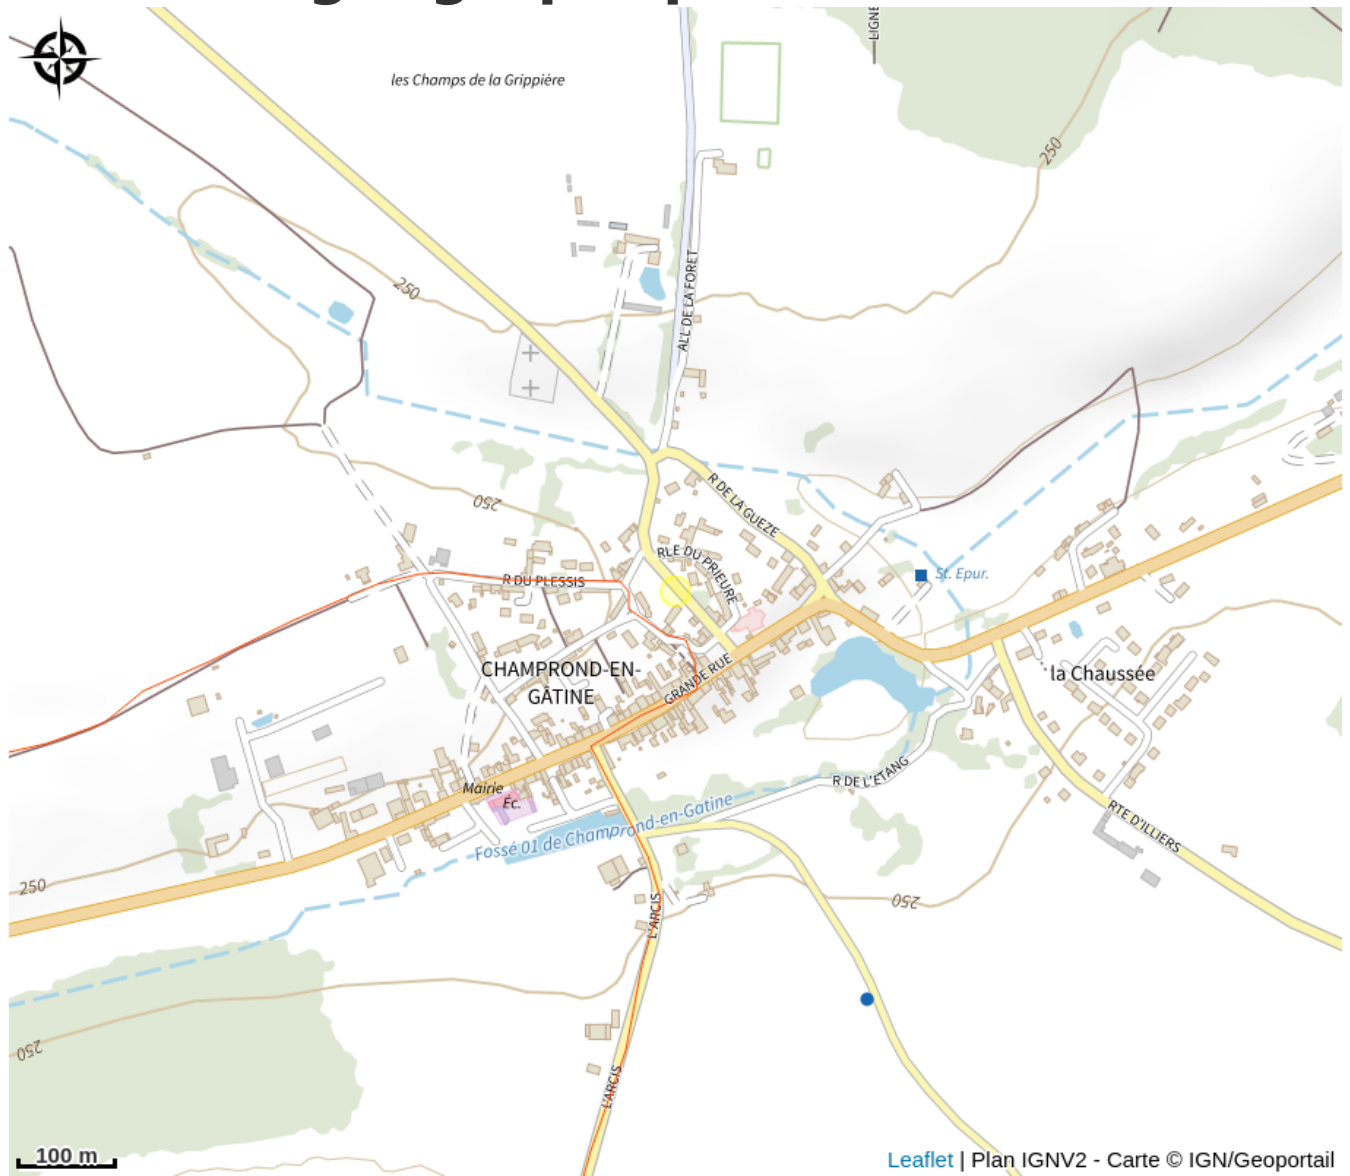 LIGNE
les Champs de la Grippière
250
250
ALL DE LA FORET
R DE LA GUEZE
250
RLE DU PRIEURE
R DU PLESSIS
St. Epur.
CHAMPROND-EN-
GÂTINE
GRANDE RUE
la Chaussée
Mairie
Éc.
R DE L'ETANG
Fossé 01 de Champrond-en-Gatine
RTE D'ILLIERS
250
250
L'ARCIS
250
L'ARCIS
100 m
Leaflet | Plan IGNV2 - Carte © IGN/Geoportail